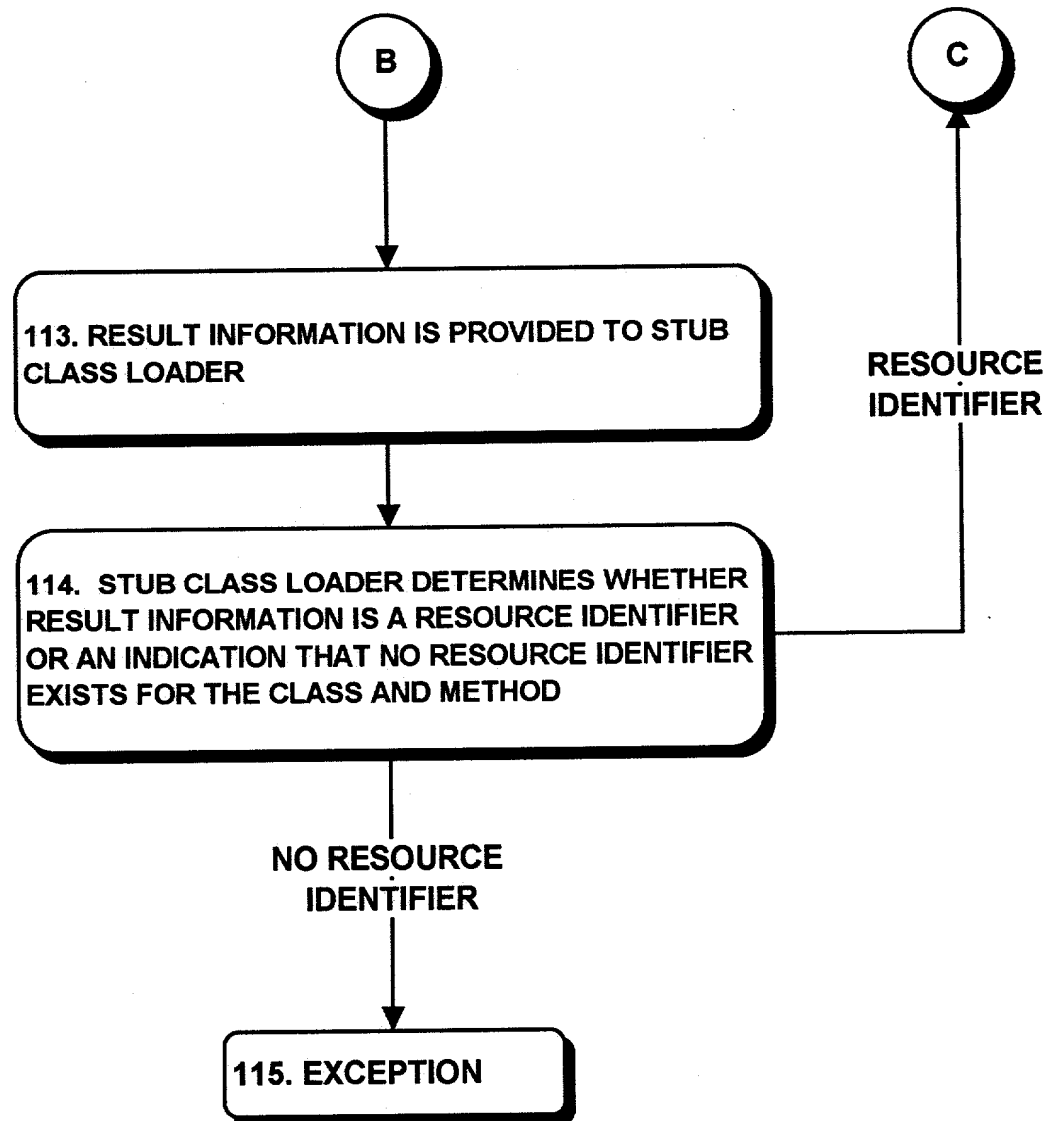 B
C
113. RESULT INFORMATION IS PROVIDED TO STUB
CLASS LOADER
RESOURCE
IDENTIFIER
114. STUB CLASS LOADER DETERMINES WHETHER
RESULT INFORMATION IS A RESOURCE IDENTIFIER
OR AN INDICATION THAT NO RESOURCE IDENTIFIER
EXISTS FOR THE CLASS AND METHOD
NO RESOURCE
IDENTIFIER
115. EXCEPTION